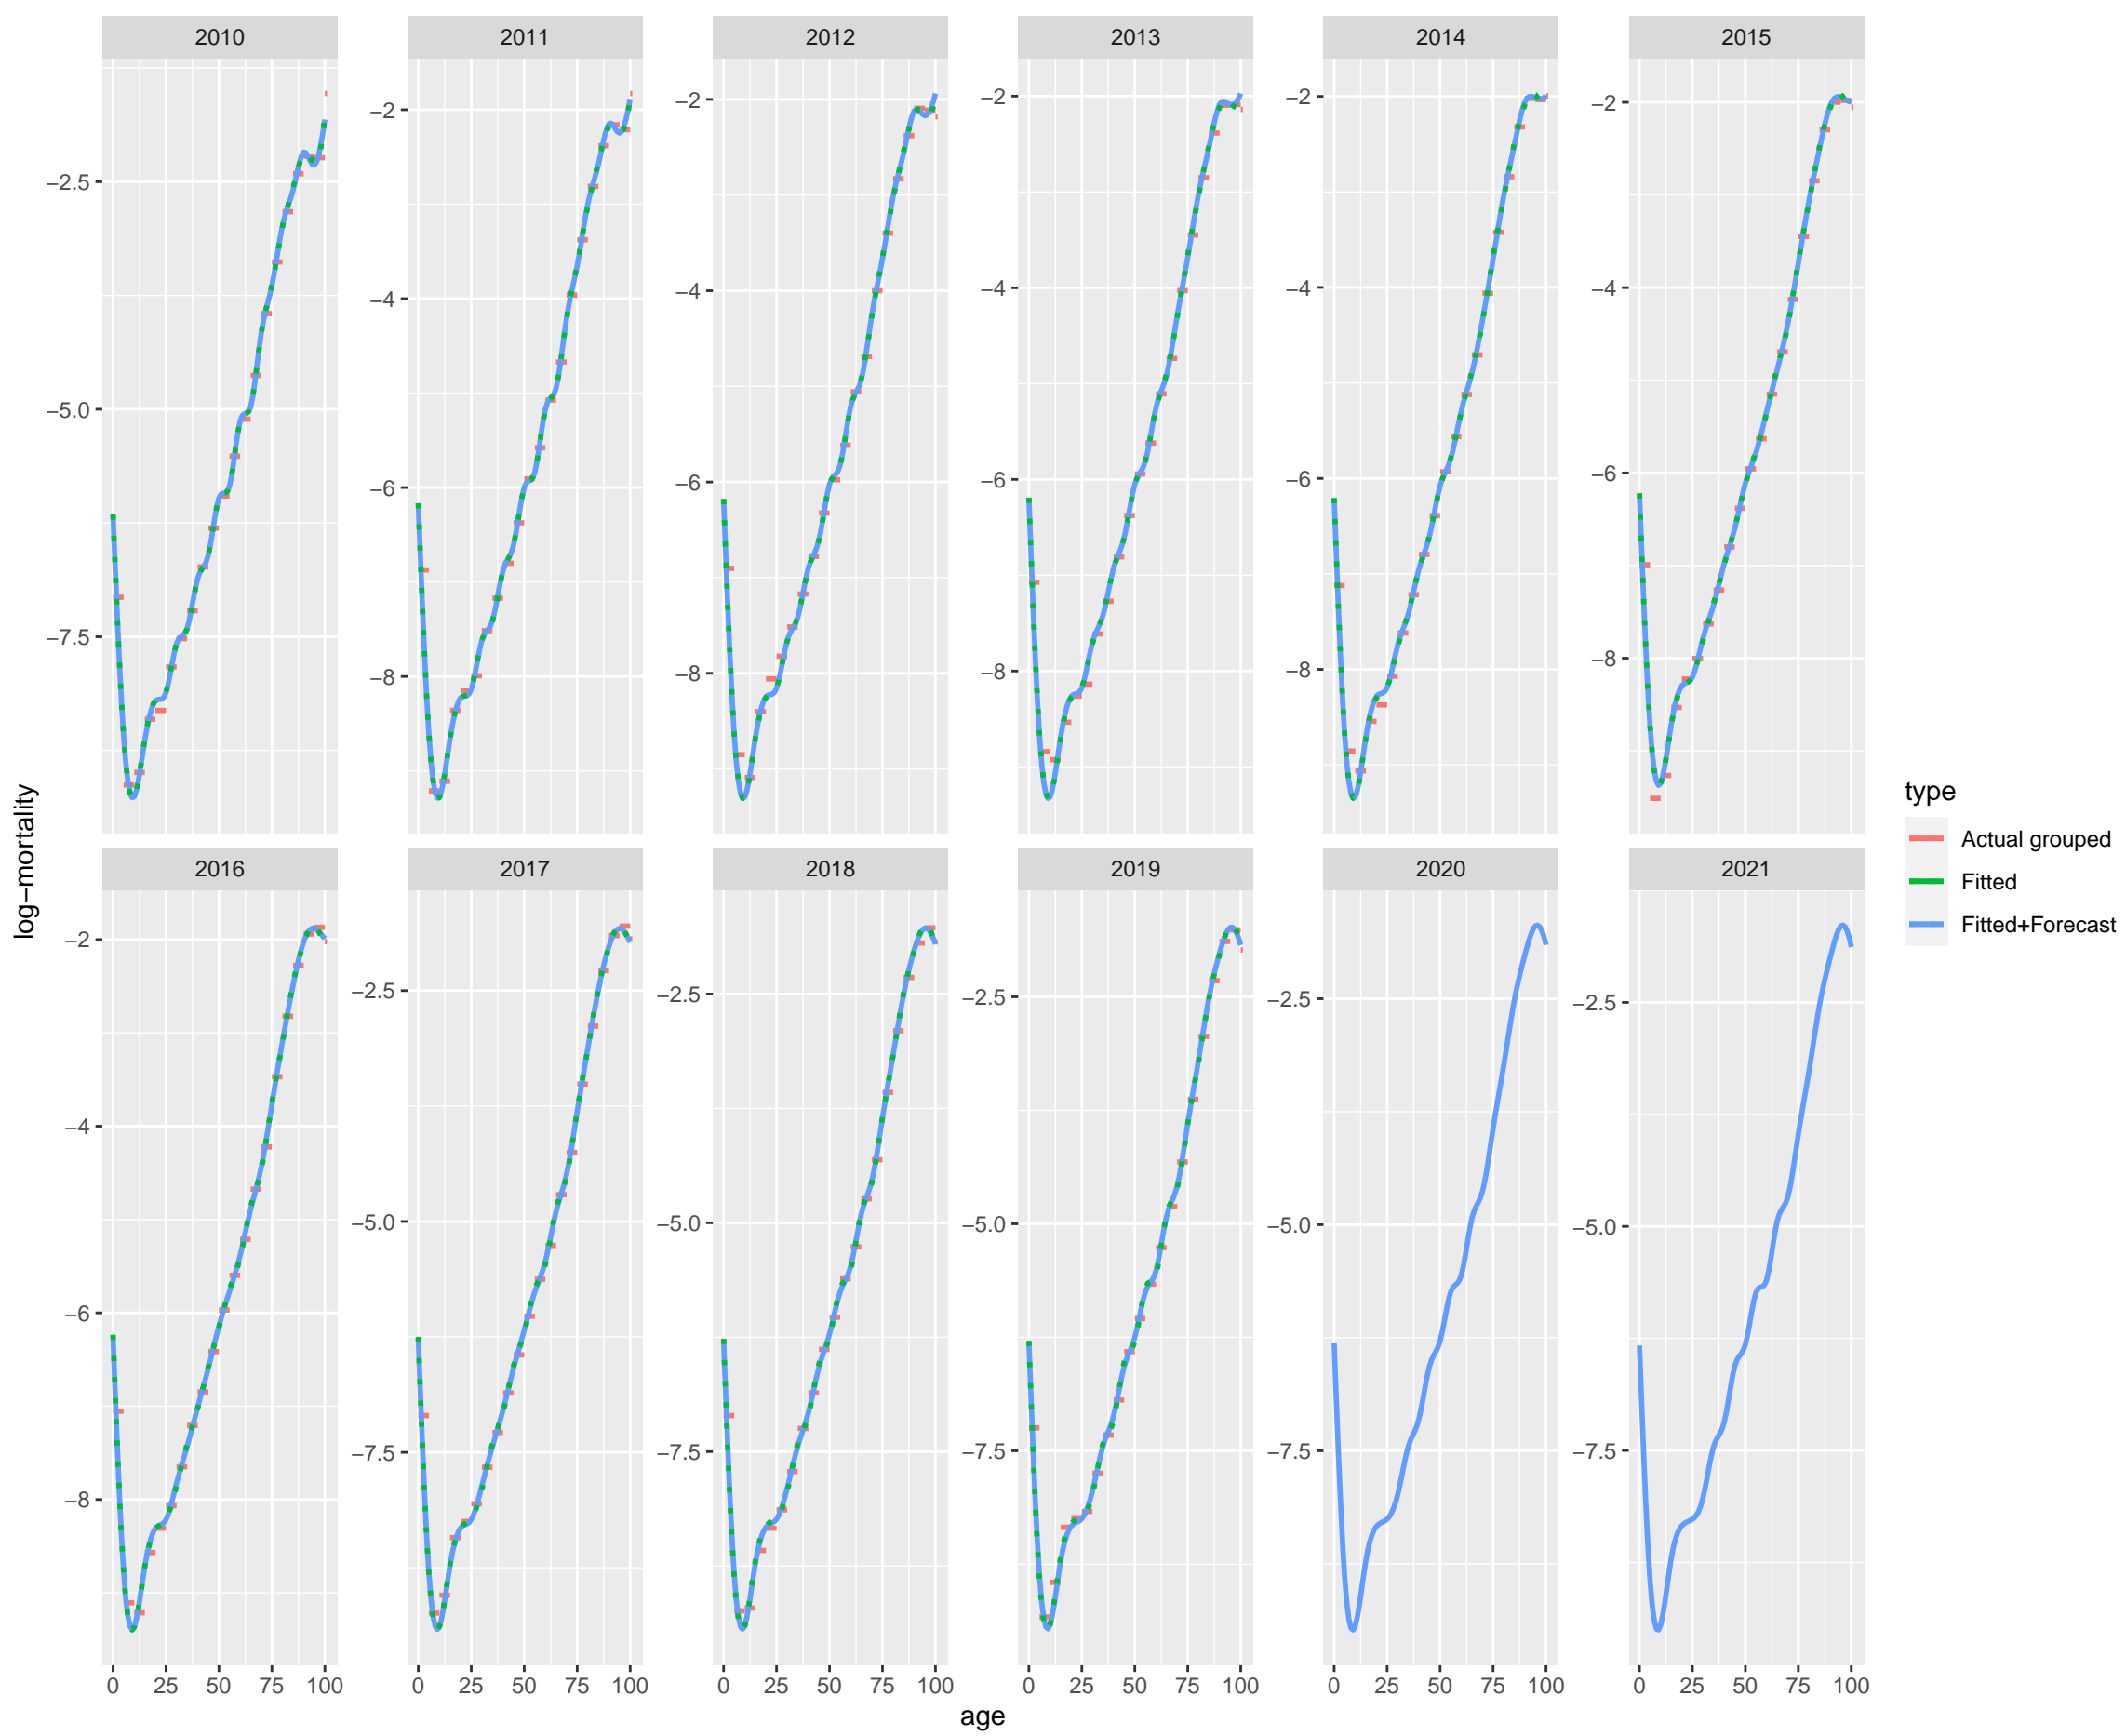 2010 2011 2012 2013 2014 2015
−2.5 −5.0 −7.5
−2 −4 −6 −8
−2 −4 −6 −8
−2 −4 −6 −8
−2 −4 −6 −8
−2 −4 −6 −8
log−mortality
2016 2017 2018 2019 2020 2021
−2 −4 −6 −8
−2.5 −5.0 −7.5
−2.5 −5.0 −7.5
−2.5 −5.0 −7.5
−2.5 −5.0 −7.5
−2.5 −5.0 −7.5
0 25 50 75 100 0 25 50 75 100 0 25 50 75 100 0 25 50 75 100 0 25 50 75 100 0 25 50 75 100
age
type
Actual grouped
Fitted
Fitted+Forecast